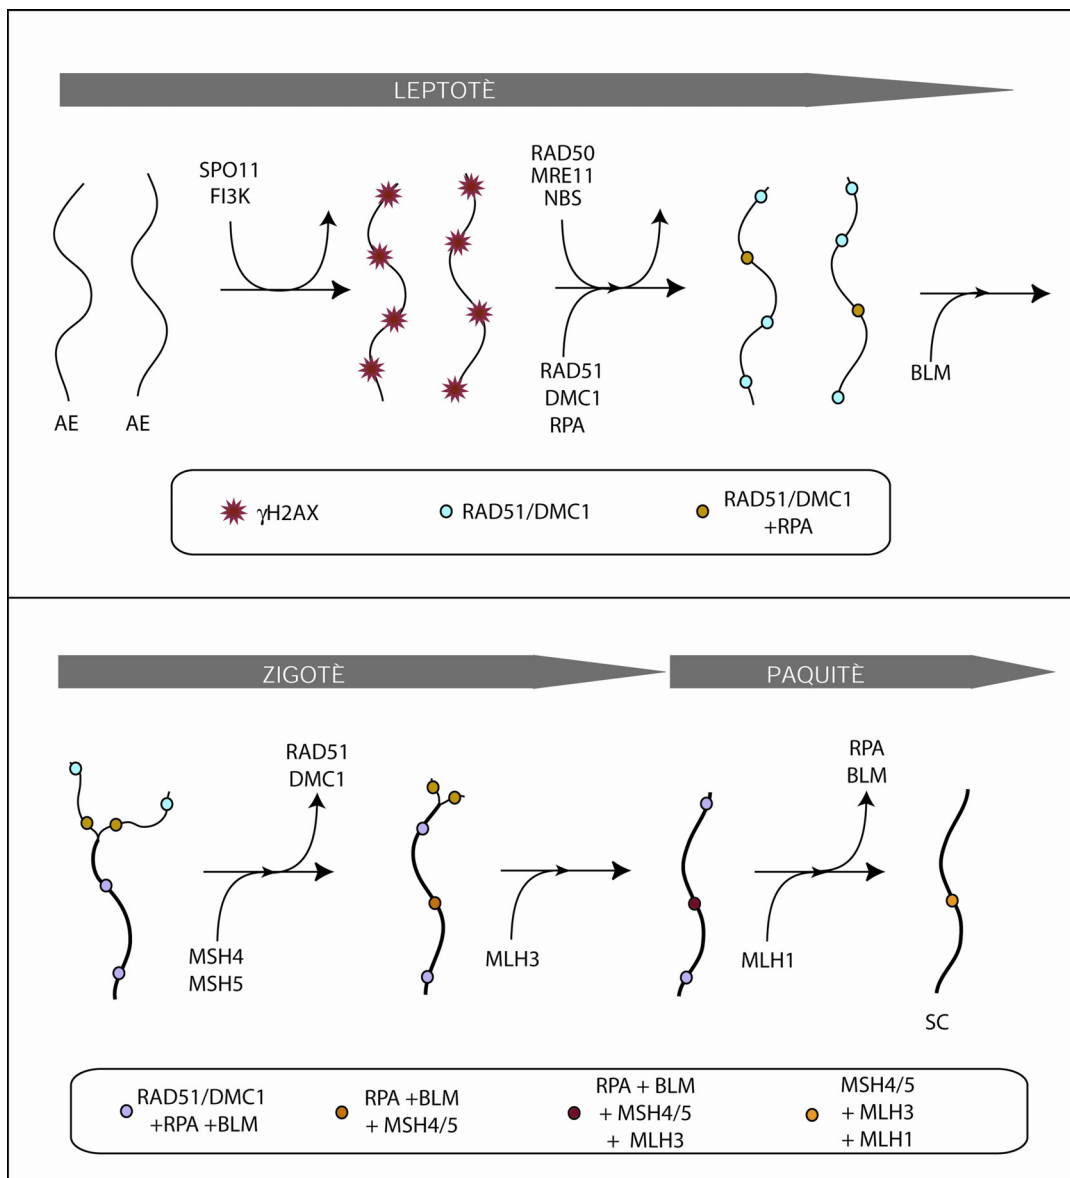 LEPTOTÈ
SPO11
FI3K
RAD50
MRE11
NBS
RAD51
DMC1
RPA
BLM
AE
AE
γH2AX
RAD51/DMC1
RAD51/DMC1
+RPA
ZIGOTÈ
PAQUITÈ
RAD51
DMC1
MSH4
MSH5
MLH3
RPA
BLM
MLH1
SC
RAD51/DMC1
+RPA +BLM
RPA +BLM
+ MSH4/5
RPA + BLM
+ MSH4/5
+ MLH3
MSH4/5
+ MLH3
+ MLH1